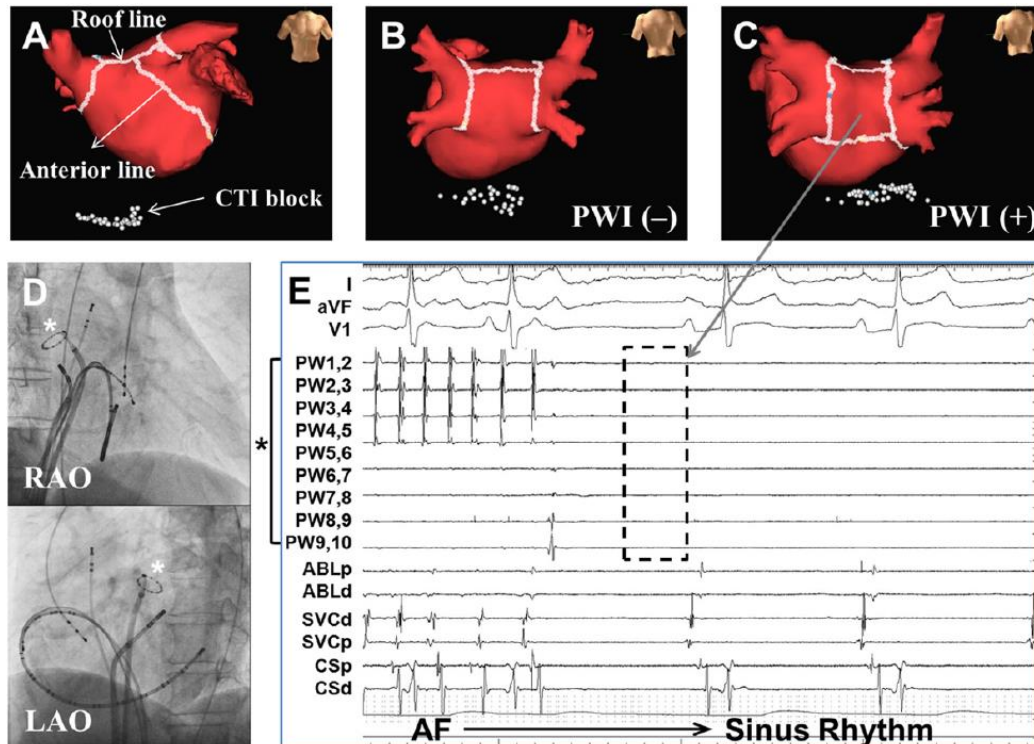 A
Roof line
Anterior line
CTI block
B
PWI (–)
C
PWI (+)
D
*
RAO
*
LAO
E
I
aVF
V1
*
PW1,2
PW2,3
PW3,4
PW4,5
PW5,6
PW6,7
PW7,8
PW8,9
PW9,10
ABLp
ABLd
SVCd
SVCp
CSp
CSd
AF
Sinus Rhythm